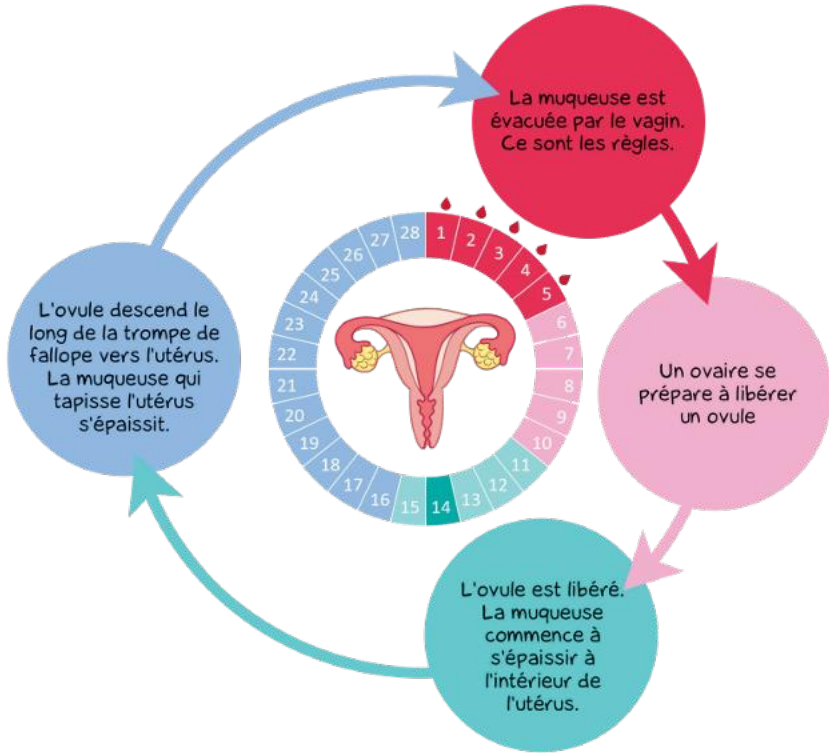 La muqueuse est
évacuée par le vagin.
Ce sont les règles.
Un ovaire se
prépare à libérer
un ovule
L'ovule est libéré.
La muqueuse
commence à
s'épaissir à
l'intérieur de
l'utérus.
L'ovule descend le
long de la trompe de
fallope vers l'utérus.
La muqueuse qui
tapisse l'utérus
s'épaissit.
1
2
3
4
5
6
7
8
9
10
11
12
13
14
15
16
17
18
19
20
21
22
23
24
25
26
27
28